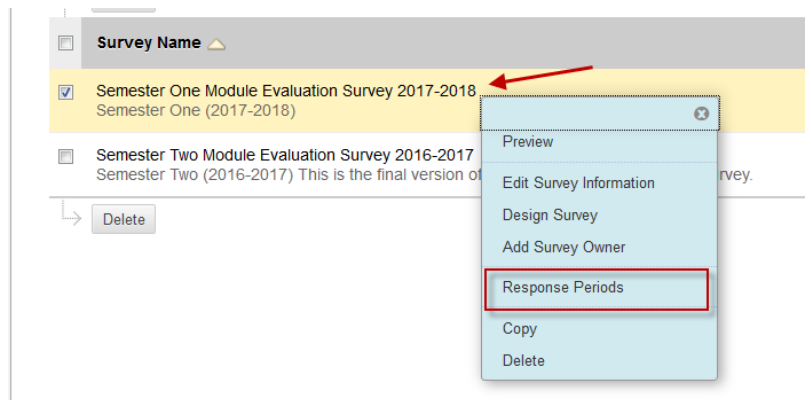 Survey Name
Semester One Module Evaluation Survey 2017-2018
Semester One (2017-2018)
Preview
Semester Two Module Evaluation Survey 2016-2017
Semester Two (2016-2017) This is the final version of
rvey.
Edit Survey Information
Delete
Design Survey
Add Survey Owner
Response Periods
Copy
Delete